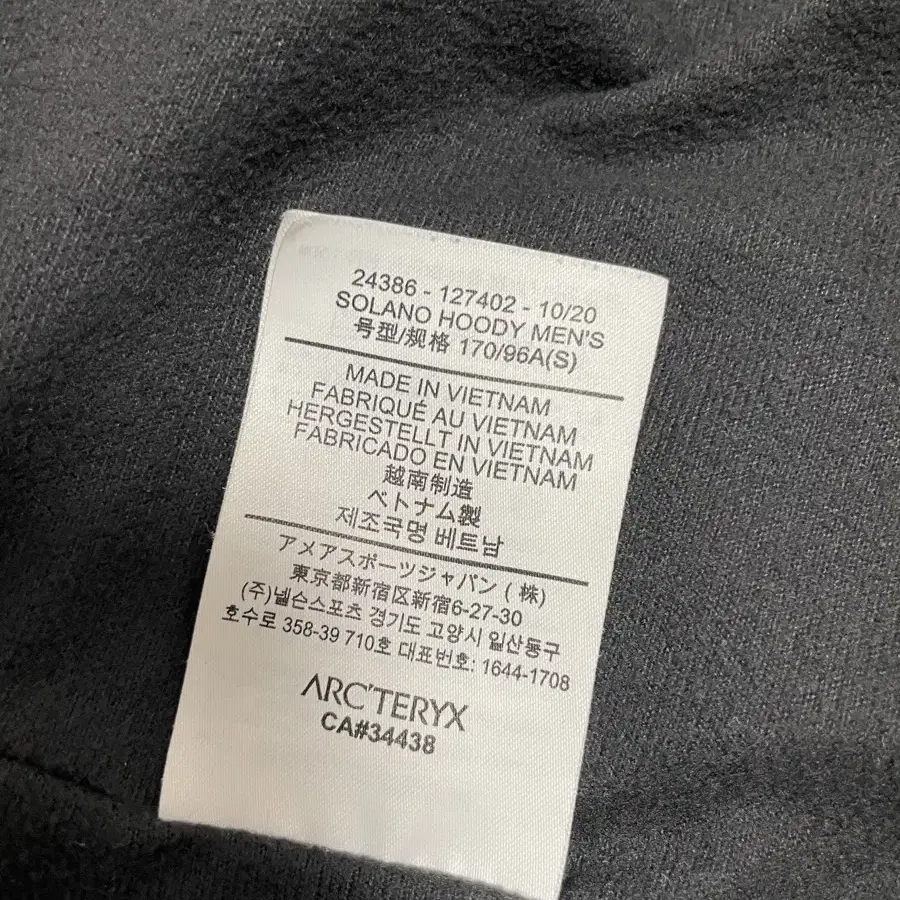 24386 - 127402 - 10/20
SOLANO HOODY MEN'S
号型/规格 170/96A(S)
MADE IN VIETNAM
FABRIQUÉ AU VIETNAM
HERGESTELLT IN VIETNAM
FABRICADO EN VIETNAM
越南制造
ベトナム製
제조국명 베트남
アメアスポーツジャパン (株)
東京都新宿区新宿6-27-30
(주)넬슨스포츠 경기도 고양시 일산동구
호수로 358-39 710호 대표번호: 1644-1708
ARC'TERYX
CA#34438